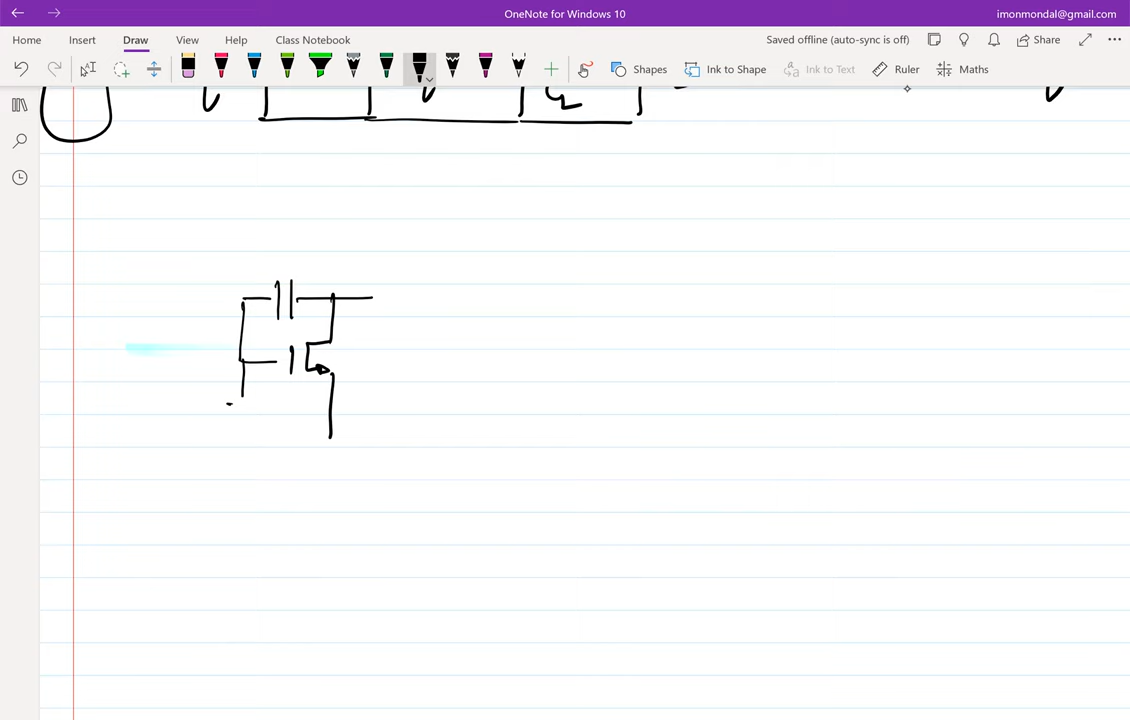 OneNote for Windows 10
imonmondal@gmail.com
Home Insert Draw View Help Class Notebook
Saved offline (auto-sync is off)
Share
Shapes Ink to Shape Ink to Text Ruler Maths